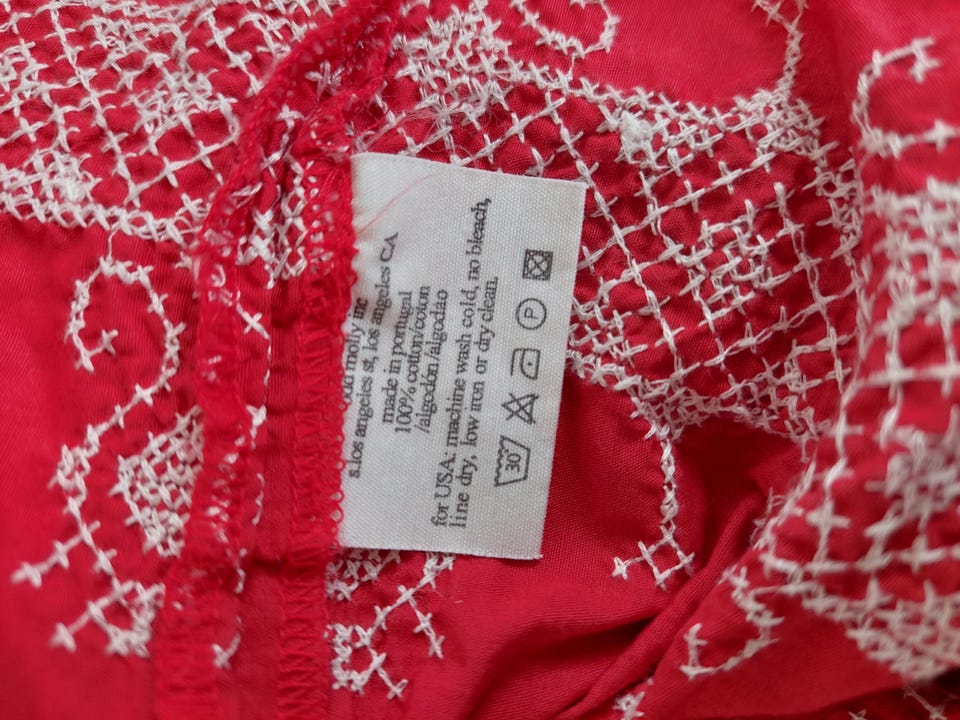 odd molly inc
s.los angeles st, los angeles CA
made in portugal
100% cotton/coton
/algodón/algodáo
for USA: machine wash cold, no bleach,
line dry, low iron or dry clean.
30 P